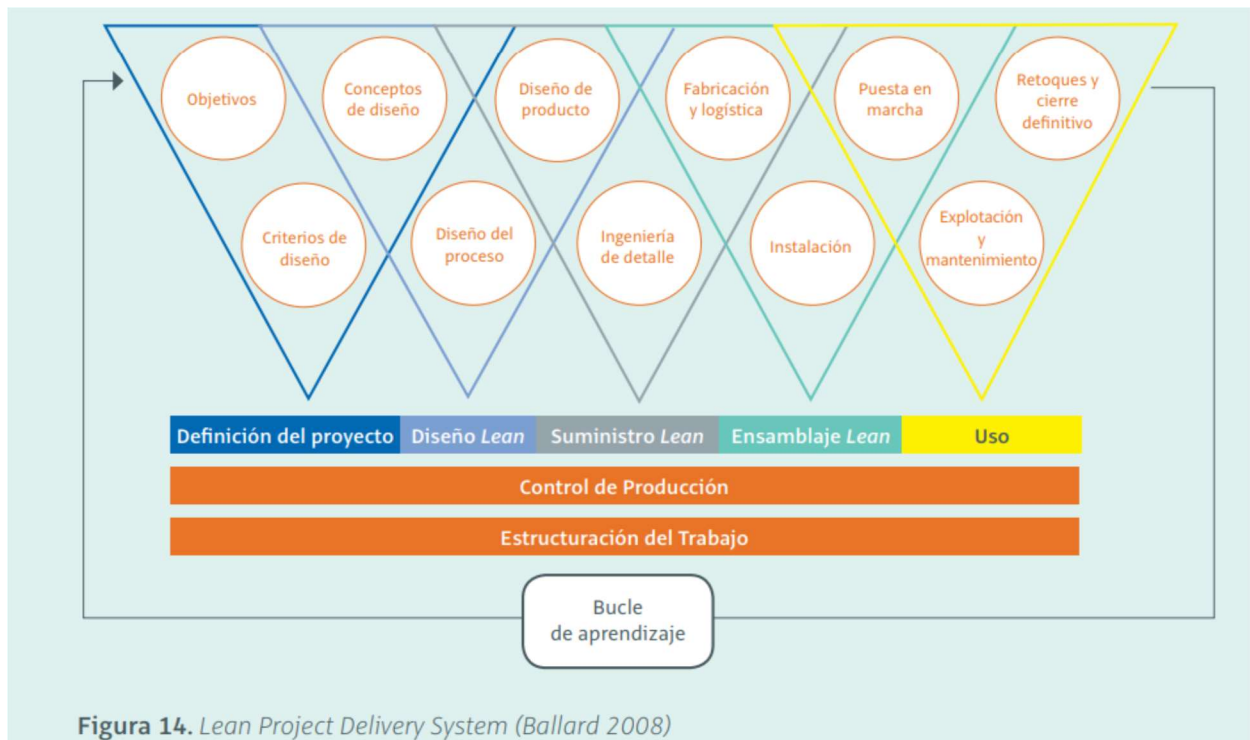 Objetivos
Conceptos
de diseño
Diseño de
producto
Fabricación
y logística
Puesta en
marcha
Retoques y
cierre
definitivo
Criterios de
diseño
Diseño del
proceso
Ingeniería
de detalle
Instalación
Explotación
y
mantenimiento
Definición del proyecto
Diseño Lean
Suministro Lean
Ensamblaje Lean
Uso
Control de Producción
Estructuración del Trabajo
Bucle
de aprendizaje
Figura 14. Lean Project Delivery System (Ballard 2008)